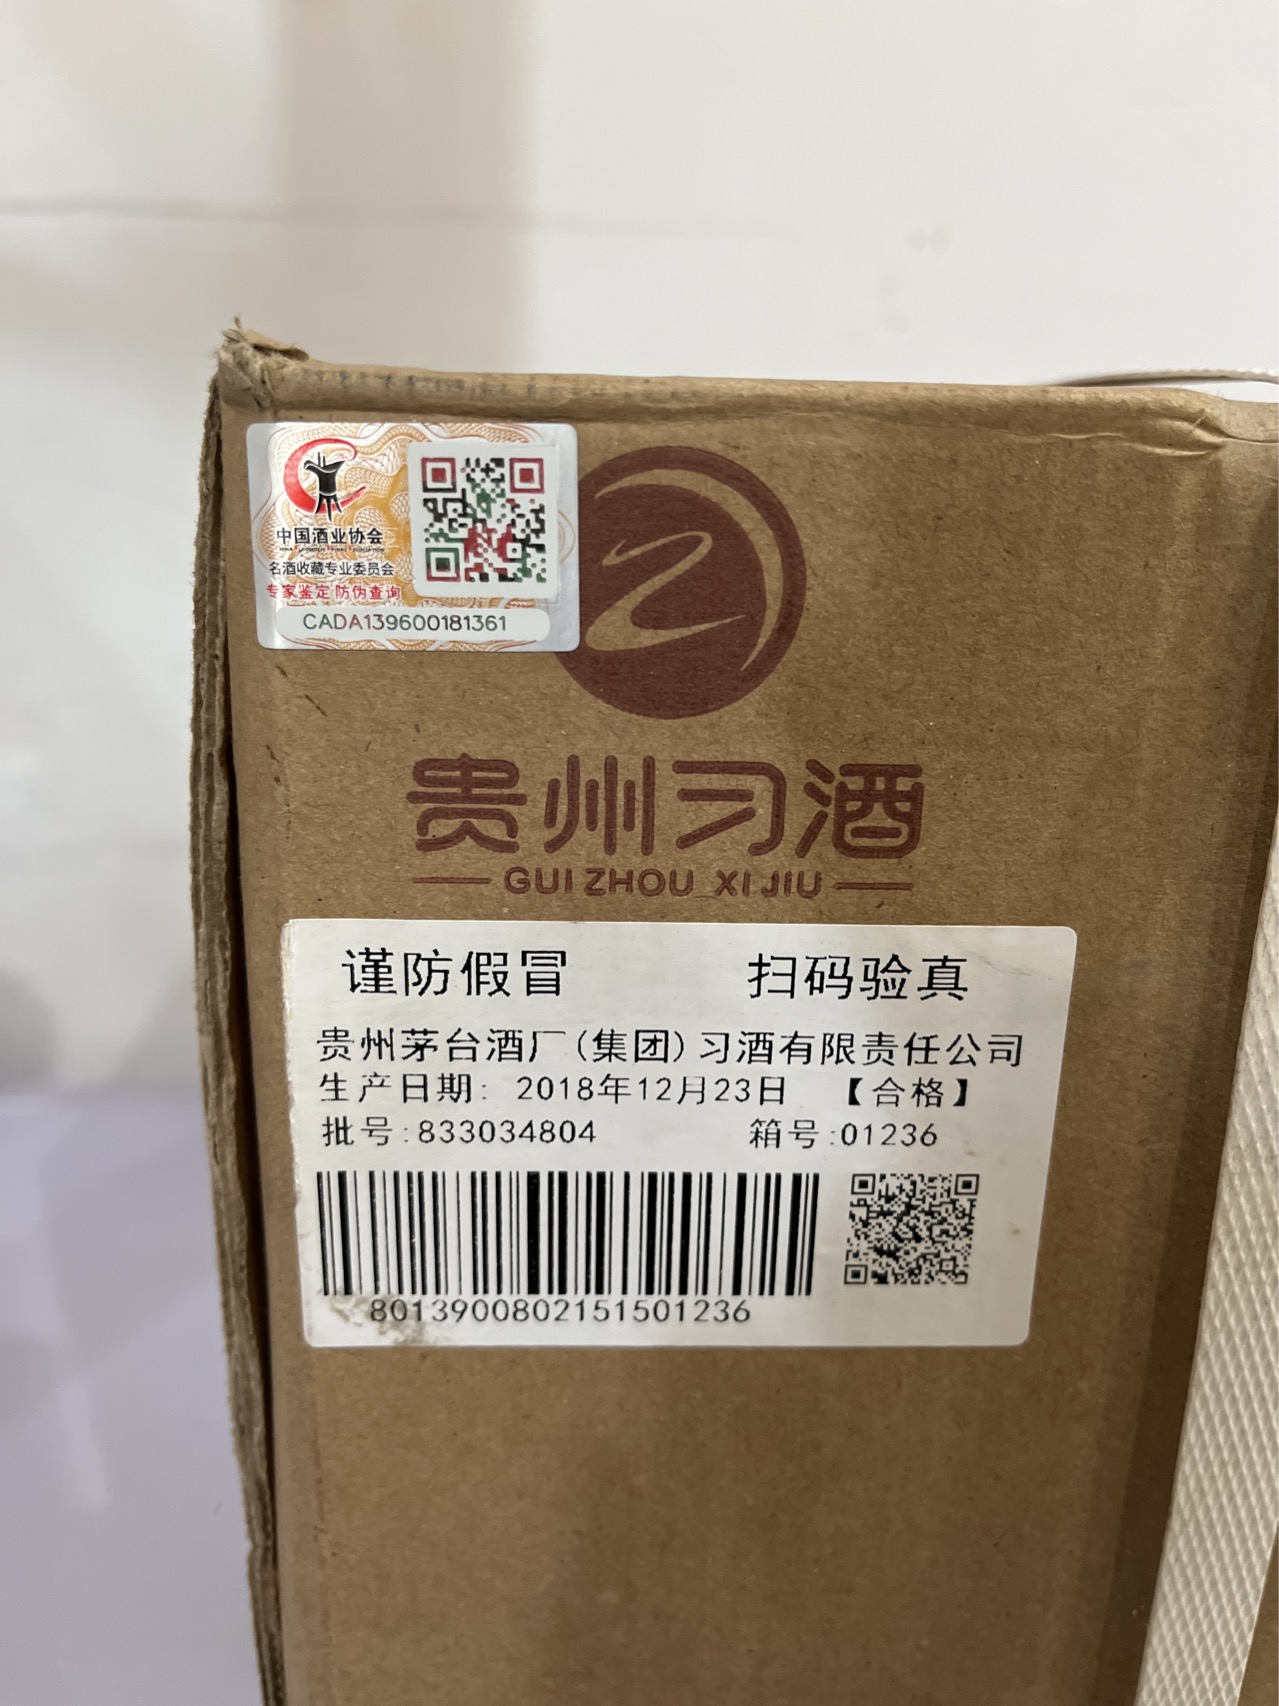 中国酒业协会
名酒收藏专业委员会
专家鉴定 防伪查询
CADA139600181361
贵州习酒
GUI ZHOU XI JIU
谨防假冒 扫码验真
贵州茅台酒厂(集团)习酒有限责任公司
生产日期: 2018年12月23日 【合格】
批号:833034804 箱号:01236
8013900802151501236